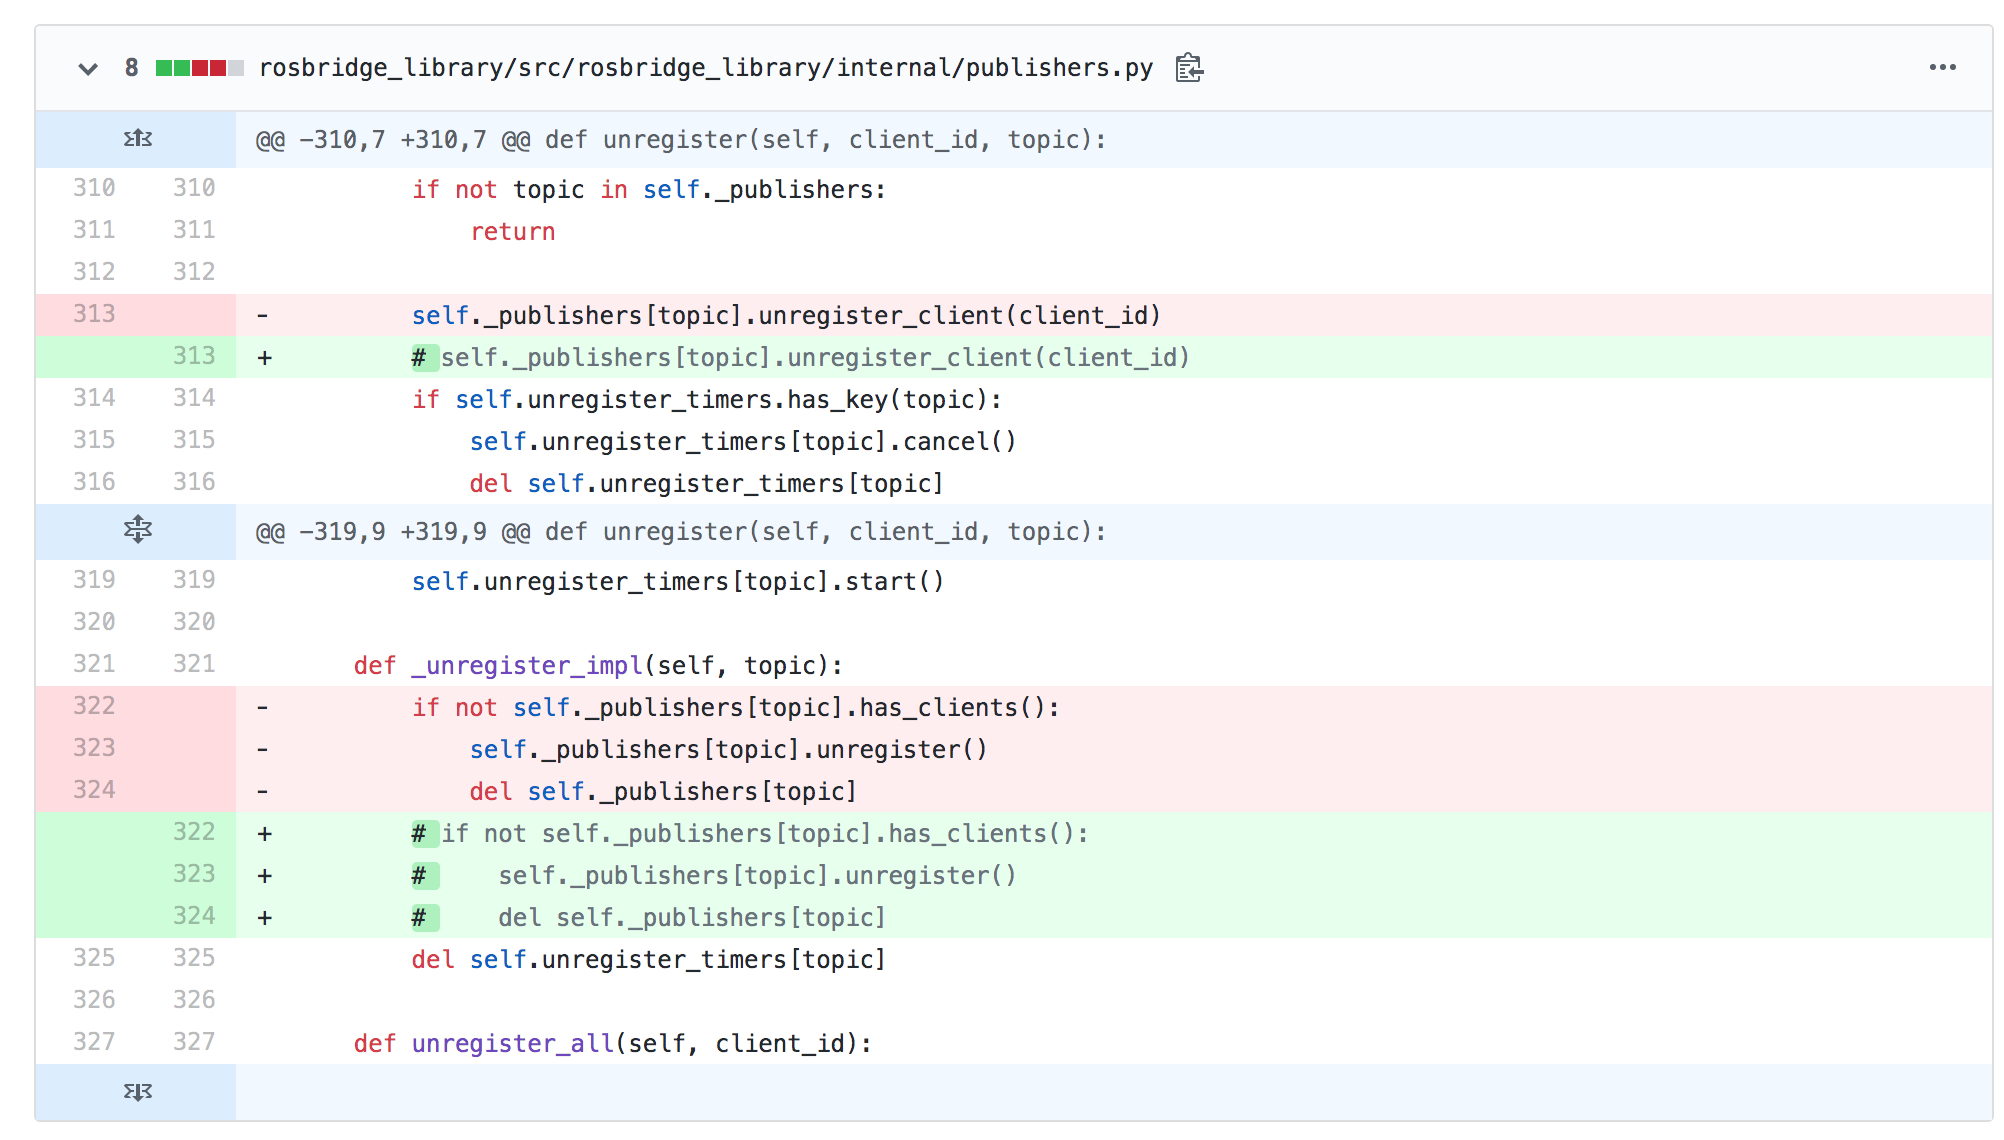 8 rosbridge_library/src/rosbridge_library/internal/publishers.py
@@ -310,7 +310,7 @@ def unregister(self, client_id, topic):
310 310 if not topic in self._publishers:
311 311 return
312 312
313 - self._publishers[topic].unregister_client(client_id)
313 + # self._publishers[topic].unregister_client(client_id)
314 314 if self.unregister_timers.has_key(topic):
315 315 self.unregister_timers[topic].cancel()
316 316 del self.unregister_timers[topic]
@@ -319,9 +319,9 @@ def unregister(self, client_id, topic):
319 319 self.unregister_timers[topic].start()
320 320
321 321 def _unregister_impl(self, topic):
322 - if not self._publishers[topic].has_clients():
323 - self._publishers[topic].unregister()
324 - del self._publishers[topic]
322 + # if not self._publishers[topic].has_clients():
323 + # self._publishers[topic].unregister()
324 + # del self._publishers[topic]
325 325 del self.unregister_timers[topic]
326 326
327 327 def unregister_all(self, client_id):